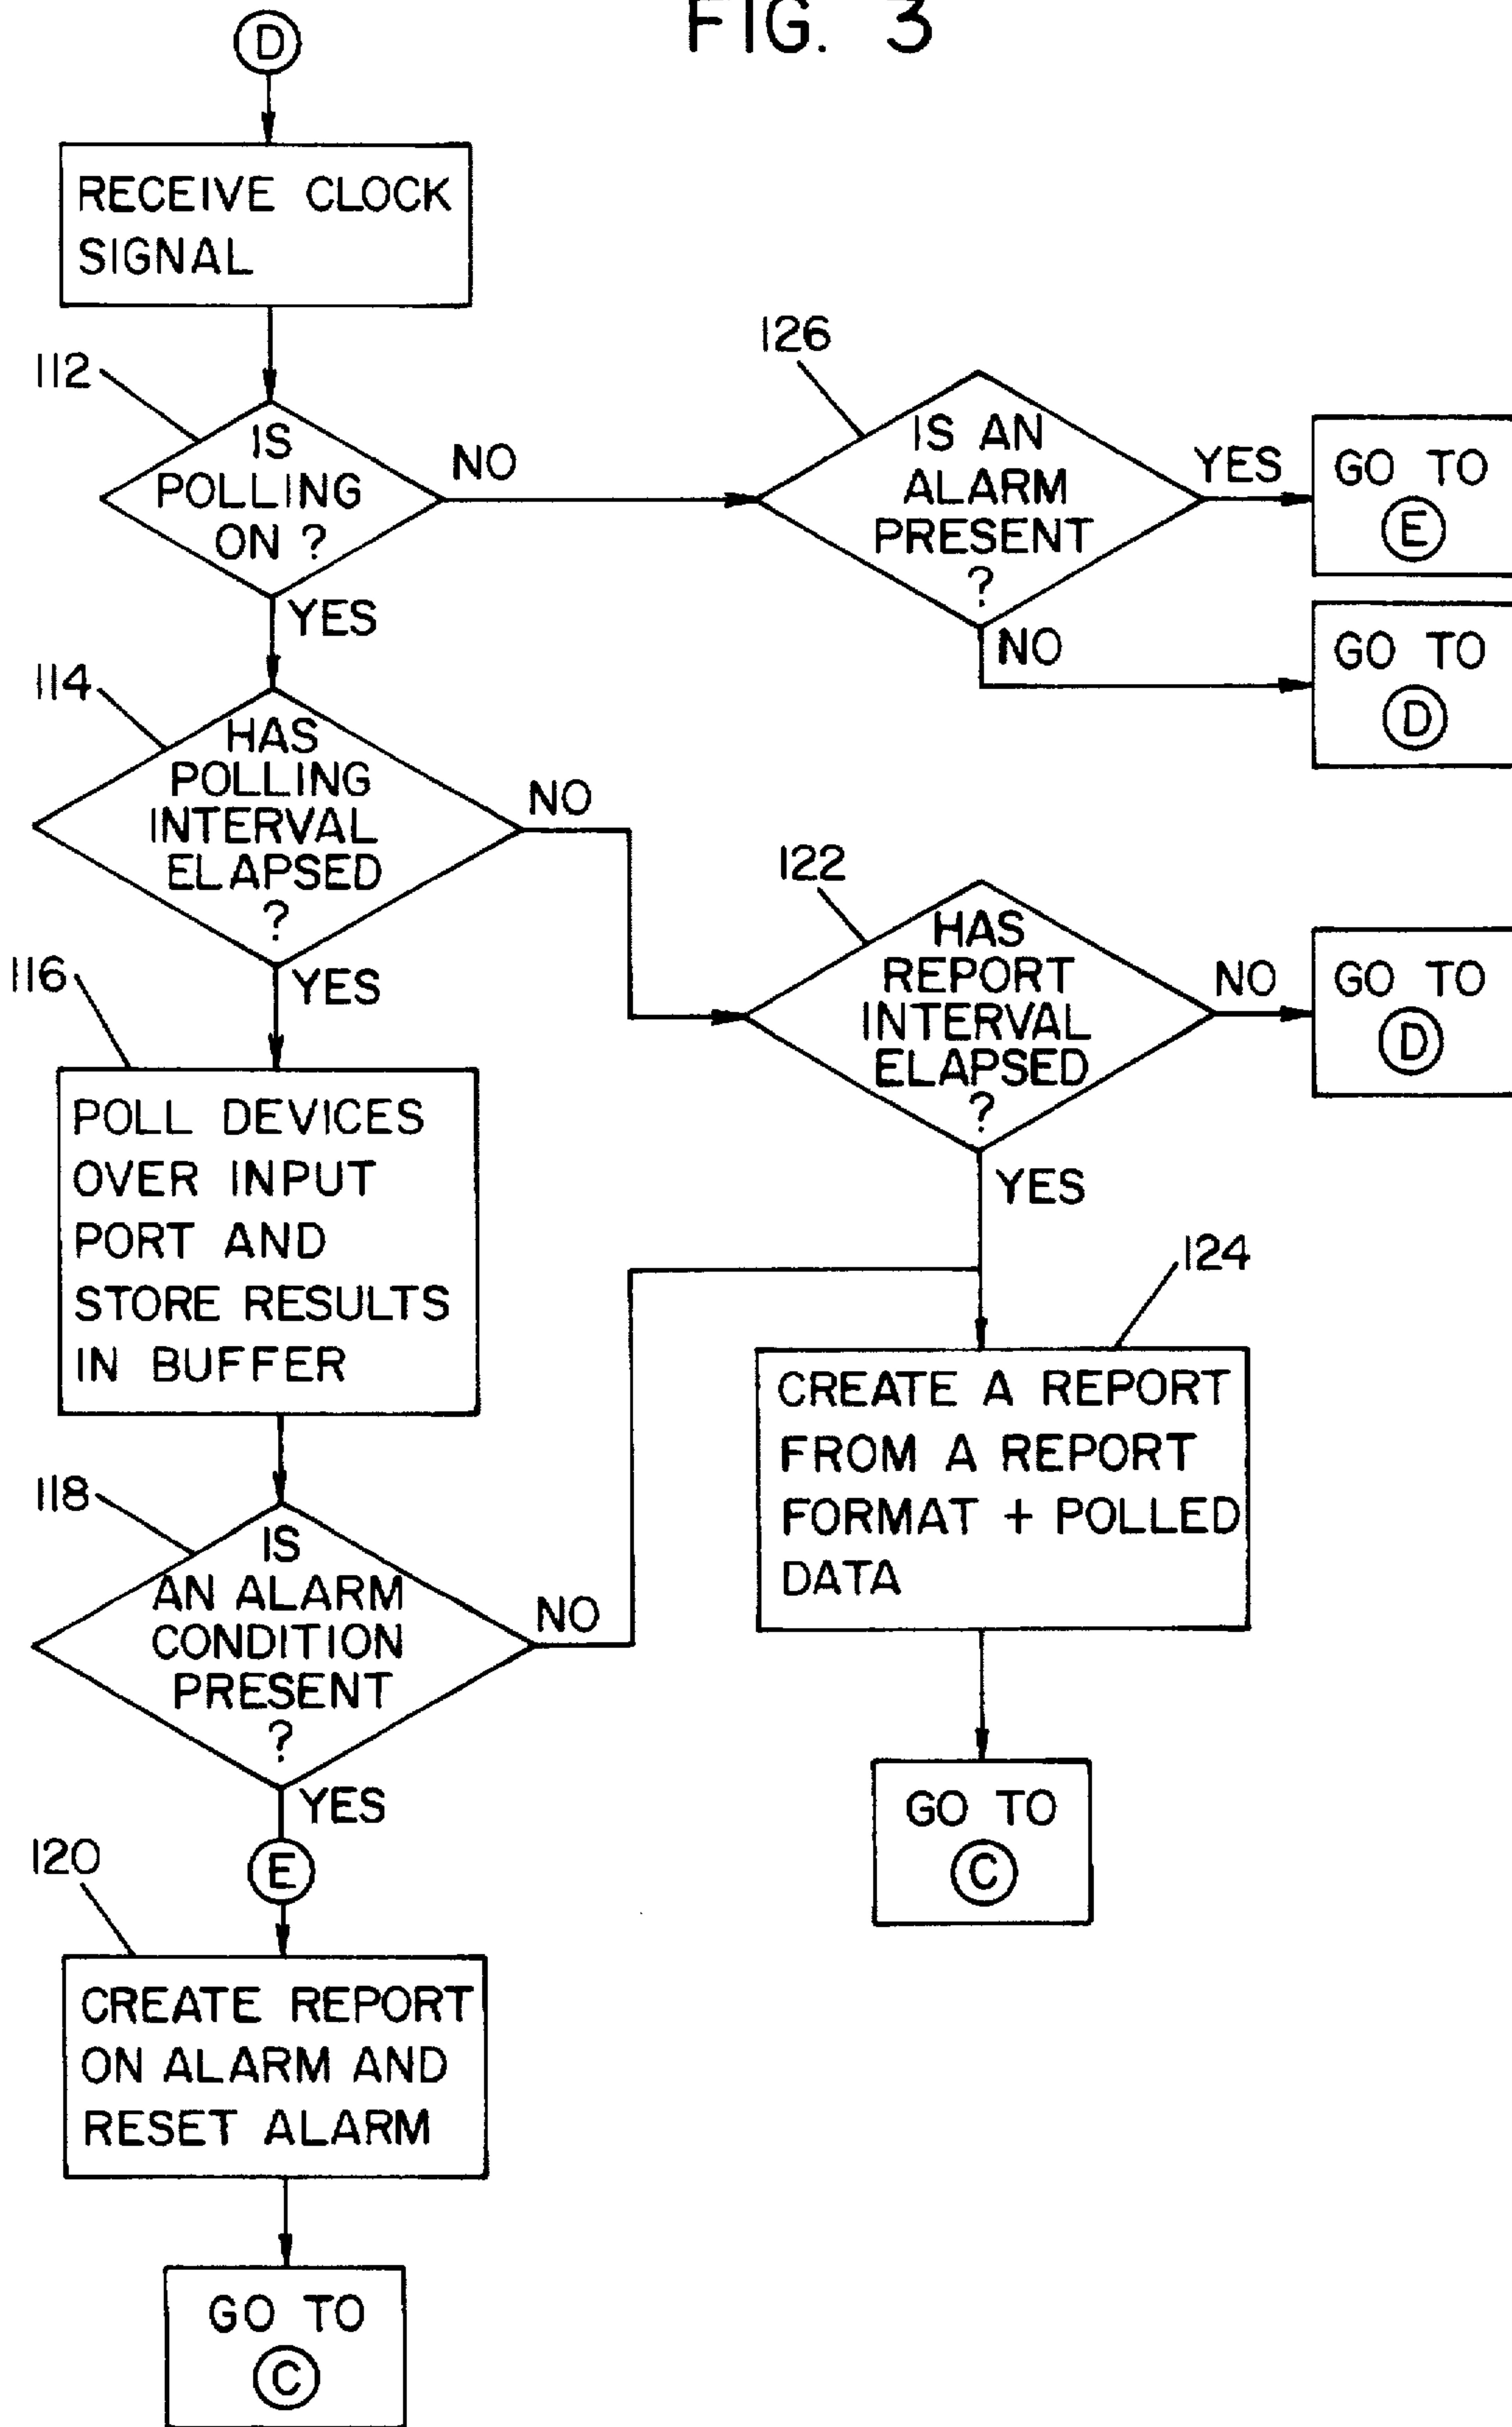 FIG. 3
D
RECEIVE CLOCK
SIGNAL
112
IS
POLLING
ON ?
NO
YES
126
IS AN
ALARM
PRESENT
?
YES
GO TO
E
NO
GO TO
D
114
HAS
POLLING
INTERVAL
ELAPSED
?
NO
YES
122
HAS
REPORT
INTERVAL
ELAPSED
?
NO
GO TO
D
YES
116
POLL DEVICES
OVER INPUT
PORT AND
STORE RESULTS
IN BUFFER
124
CREATE A REPORT
FROM A REPORT
FORMAT + POLLED
DATA
GO TO
C
118
IS
AN ALARM
CONDITION
PRESENT
?
NO
YES
E
120
CREATE REPORT
ON ALARM AND
RESET ALARM
GO TO
C